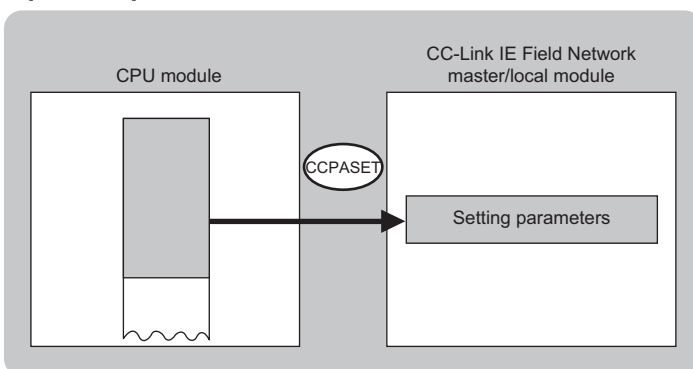 CPU module
CC-Link IE Field Network
master/local module
CCPASET
Setting parameters